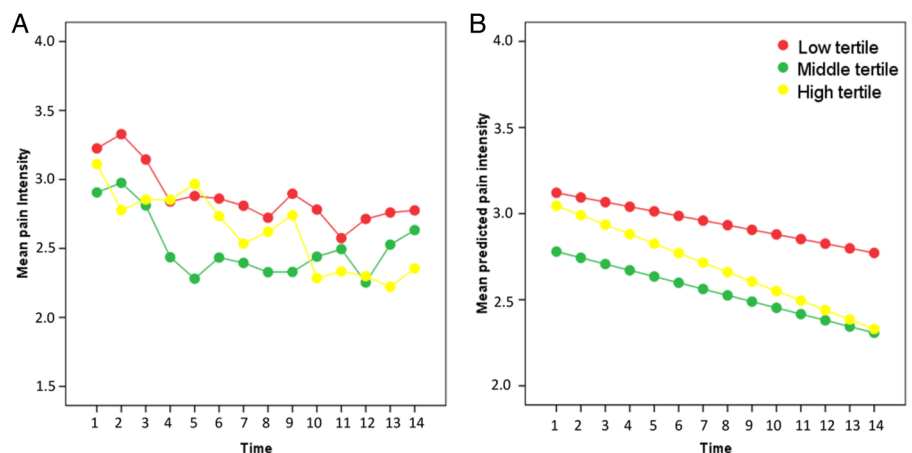 A
4.0
3.5
3.0
2.5
2.0
1.5
Mean pain Intensity
1 2 3 4 5 6 7 8 9 10 11 12 13 14
Time
B
4.0
3.5
3.0
2.5
2.0
Mean predicted pain intensity
Low tertile
Middle tertile
High tertile
1 2 3 4 5 6 7 8 9 10 11 12 13 14
Time